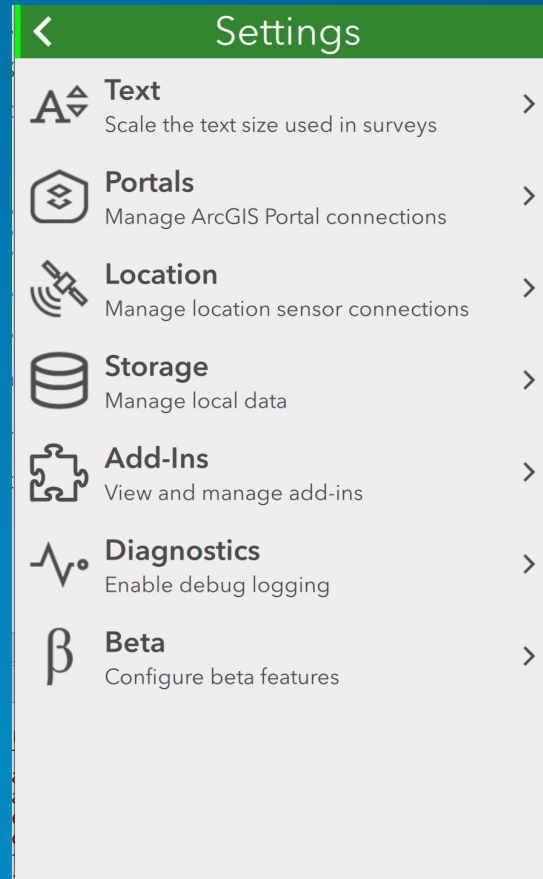 Settings
Text
Scale the text size used in surveys
Portals
Manage ArcGIS Portal connections
Location
Manage location sensor connections
Storage
Manage local data
Add-Ins
View and manage add-ins
Diagnostics
Enable debug logging
β
Beta
Configure beta features